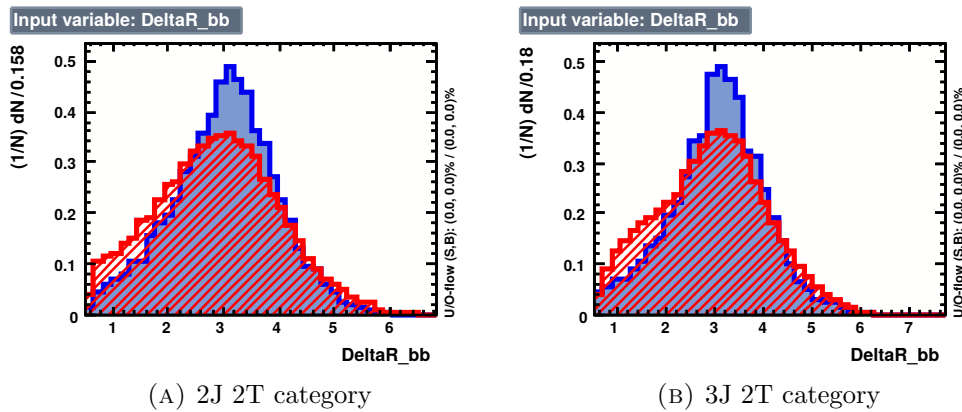 Input variable: DeltaR_bb
(1/N) dN/0.158
0.5
0.4
0.3
0.2
0.1
0
1 2 3 4 5 6
DeltaR_bb
U/O-flow (S,B): (0.0, 0.0)% / (0.0, 0.0)%
(A) 2J 2T category
Input variable: DeltaR_bb
(1/N) dN/0.18
0.5
0.4
0.3
0.2
0.1
0
1 2 3 4 5 6 7
DeltaR_bb
U/O-flow (S,B): (0.0, 0.0)% / (0.0, 0.0)%
(B) 3J 2T category